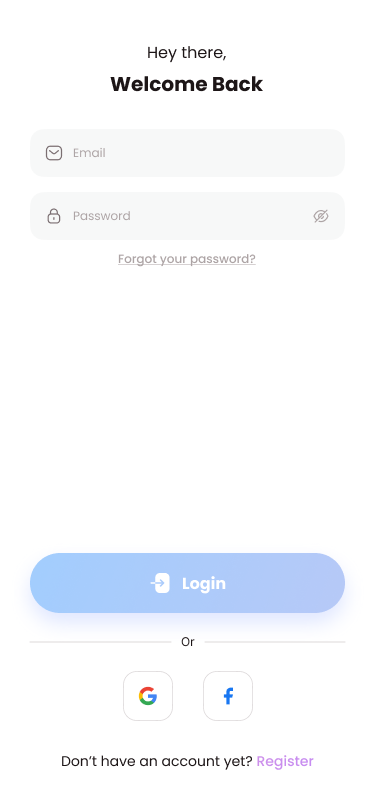 Hey there,
Welcome Back
Email
Password
Forgot your password?
Login
Or
Don’t have an account yet? Register